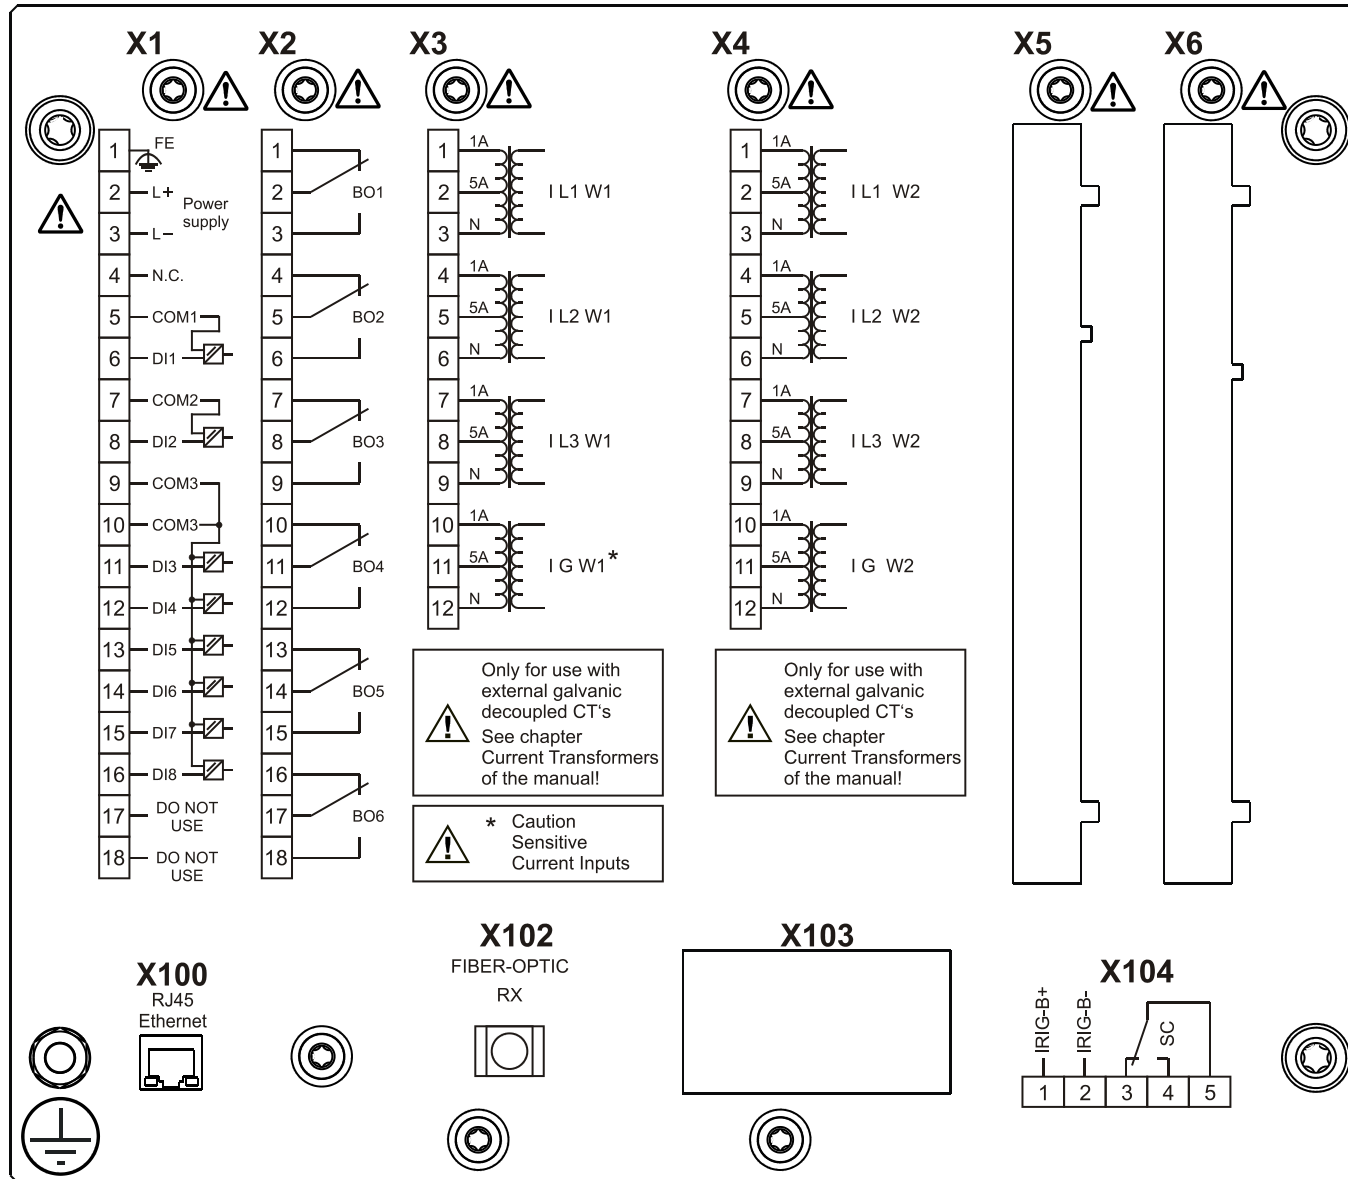 X1
X2
X3
X4
X5
X6
1 FE
2 L+
Power
supply
3 L–
4 N.C.
5 COM1
6 DI1
7 COM2
8 DI2
9 COM3
10 COM3
11 DI3
12 DI4
13 DI5
14 DI6
15 DI7
16 DI8
17 DO NOT
USE
18 DO NOT
USE
1
2 BO1
3
4
5 BO2
6
7
8 BO3
9
10
11 BO4
12
13
14 BO5
15
16
17 BO6
18
1 1A
2 5A I L1 W1
3 N
4 1A
5 5A I L2 W1
6 N
7 1A
8 5A I L3 W1
9 N
10 1A
11 5A I G W1*
12 N
Only for use with
external galvanic
decoupled CT‘s
See chapter
Current Transformers
of the manual!
* Caution
Sensitive
Current Inputs
1 1A
2 5A I L1 W2
3 N
4 1A
5 5A I L2 W2
6 N
7 1A
8 5A I L3 W2
9 N
10 1A
11 5A I G W2
12 N
Only for use with
external galvanic
decoupled CT‘s
See chapter
Current Transformers
of the manual!
X100
RJ45
Ethernet
X102
FIBER-OPTIC
RX
X103
X104
IRIG-B+
IRIG-B-
SC
1 2 3 4 5